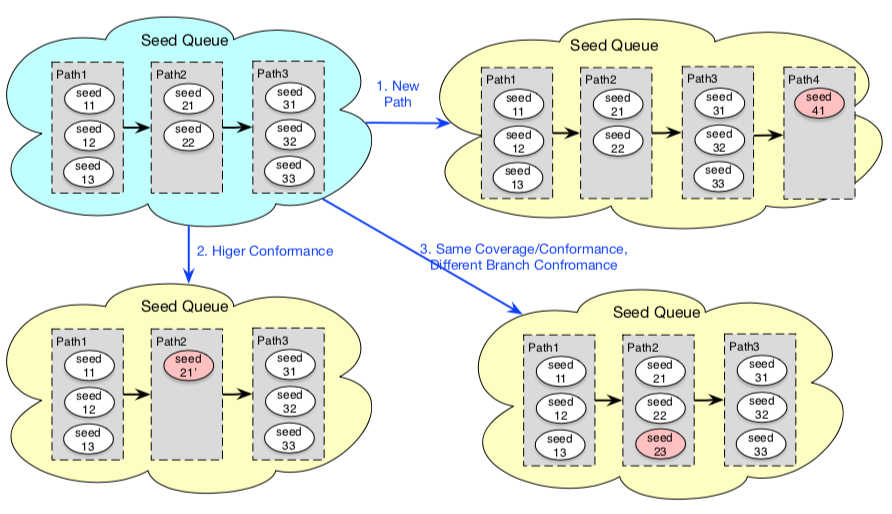 Seed Queue
Path1
seed
11
seed
12
seed
13
Path2
seed
21
seed
22
Path3
seed
31
seed
32
seed
33
1. New
Path
Seed Queue
Path1
seed
11
seed
12
seed
13
Path2
seed
21
seed
22
Path3
seed
31
seed
32
seed
33
Path4
seed
41
2. Higer Conformance
3. Same Coverage/Conformance,
Different Branch Confromance
Seed Queue
Path1
seed
11
seed
12
seed
13
Path2
seed
21'
Path3
seed
31
seed
32
seed
33
Seed Queue
Path1
seed
11
seed
12
seed
13
Path2
seed
21
seed
22
seed
23
Path3
seed
31
seed
32
seed
33